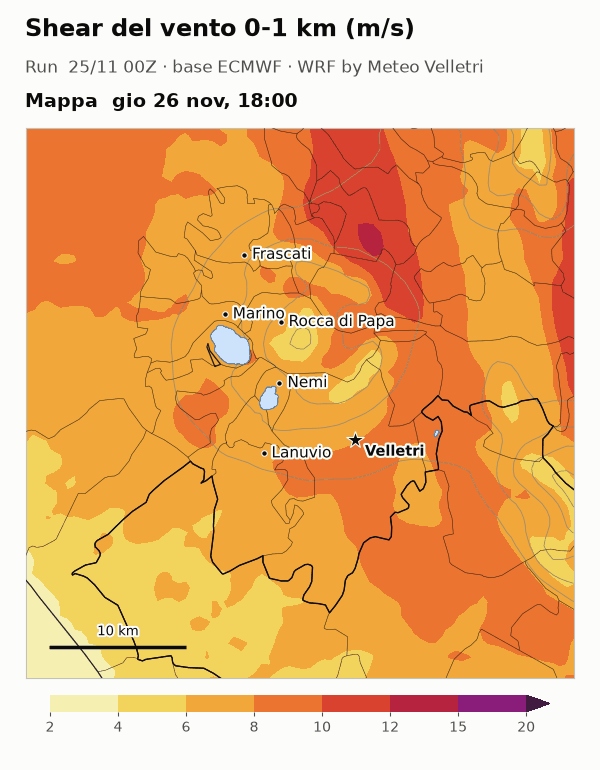 Shear del vento 0-1 km (m/s)
Run  25/11 00Z · base ECMWF · WRF by Meteo Velletri
Mappa  gio 26 nov, 18:00
Frascati
Marino
Rocca di Papa
Nemi
Velletri
Lanuvio
10 km
2 4 6 8 10 12 15 20